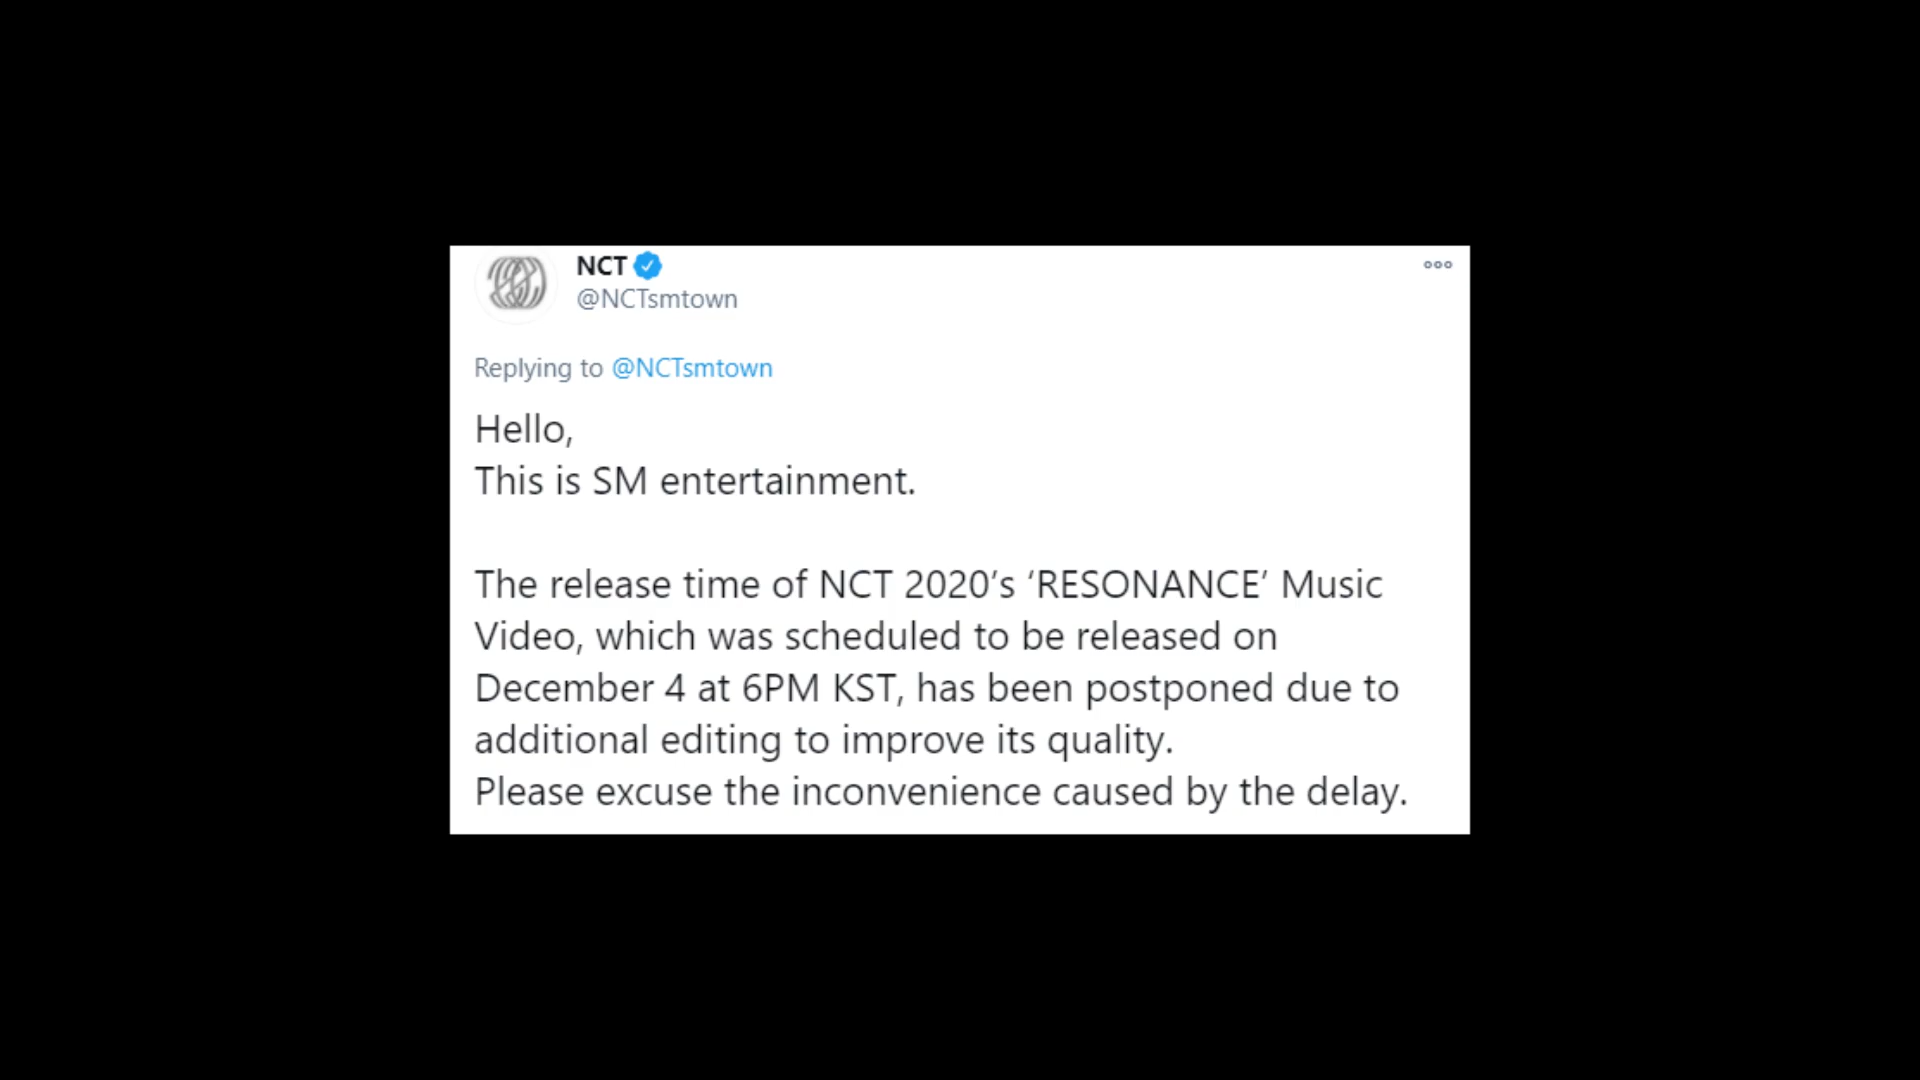 NCT
@NCTsmtown
Replying to @NCTsmtown
Hello,
This is SM entertainment.
The release time of NCT 2020’s ‘RESONANCE’ Music
Video, which was scheduled to be released on
December 4 at 6PM KST, has been postponed due to
additional editing to improve its quality.
Please excuse the inconvenience caused by the delay.